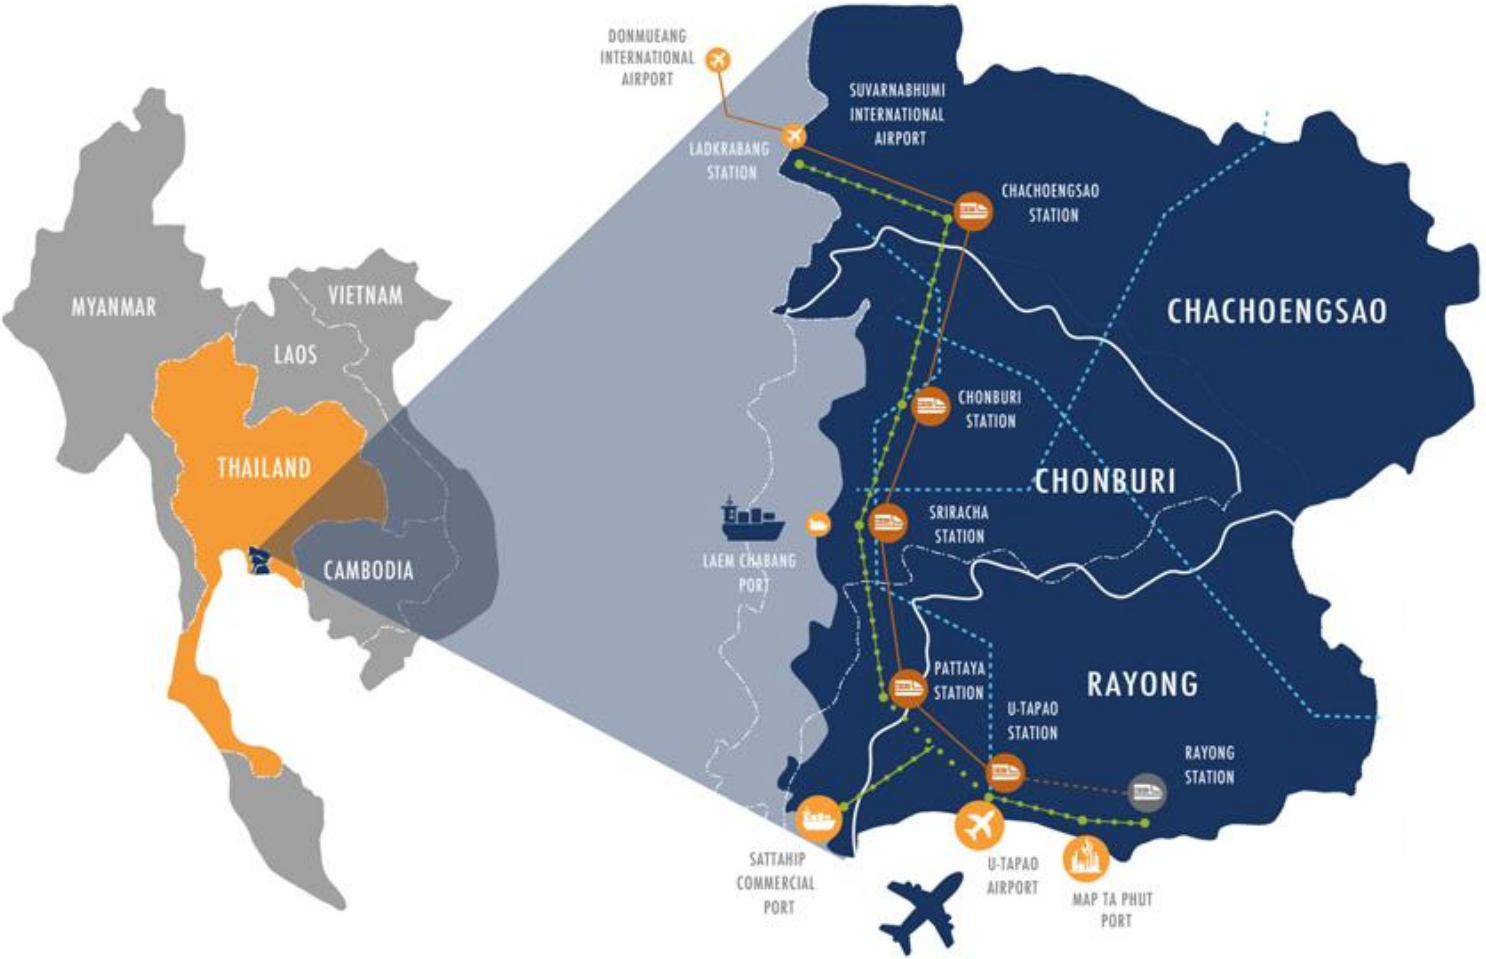 DONMUEANG
INTERNATIONAL
AIRPORT
SUVARNABHUMI
INTERNATIONAL
AIRPORT
LADKRABANG
STATION
CHACHOENGSAO
STATION
MYANMAR
VIETNAM
LAOS
CHACHOENGSAO
CHONBURI
STATION
THAILAND
CHONBURI
SRIRACHA
STATION
LAEM CHABANG
PORT
CAMBODIA
PATTAYA
STATION
RAYONG
U-TAPAO
STATION
RAYONG
STATION
SATTAHIP
COMMERCIAL
PORT
U-TAPAO
AIRPORT
MAP TA PHUT
PORT